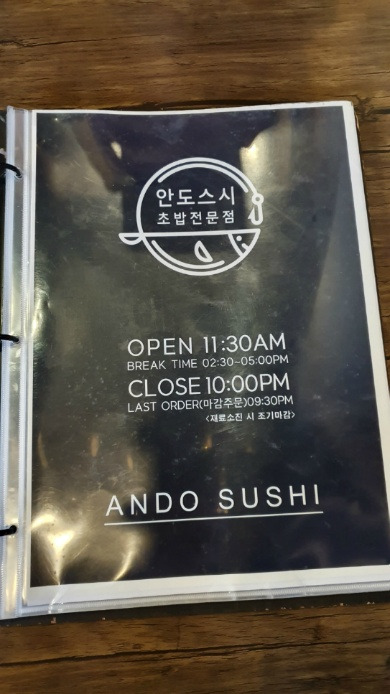 안도스시
초밥전문점
OPEN 11:30AM
BREAK TIME 02:30-05:00PM
CLOSE 10:00PM
LAST ORDER(마감주문)09:30PM
<재료소진 시 조기마감>
ANDO SUSHI